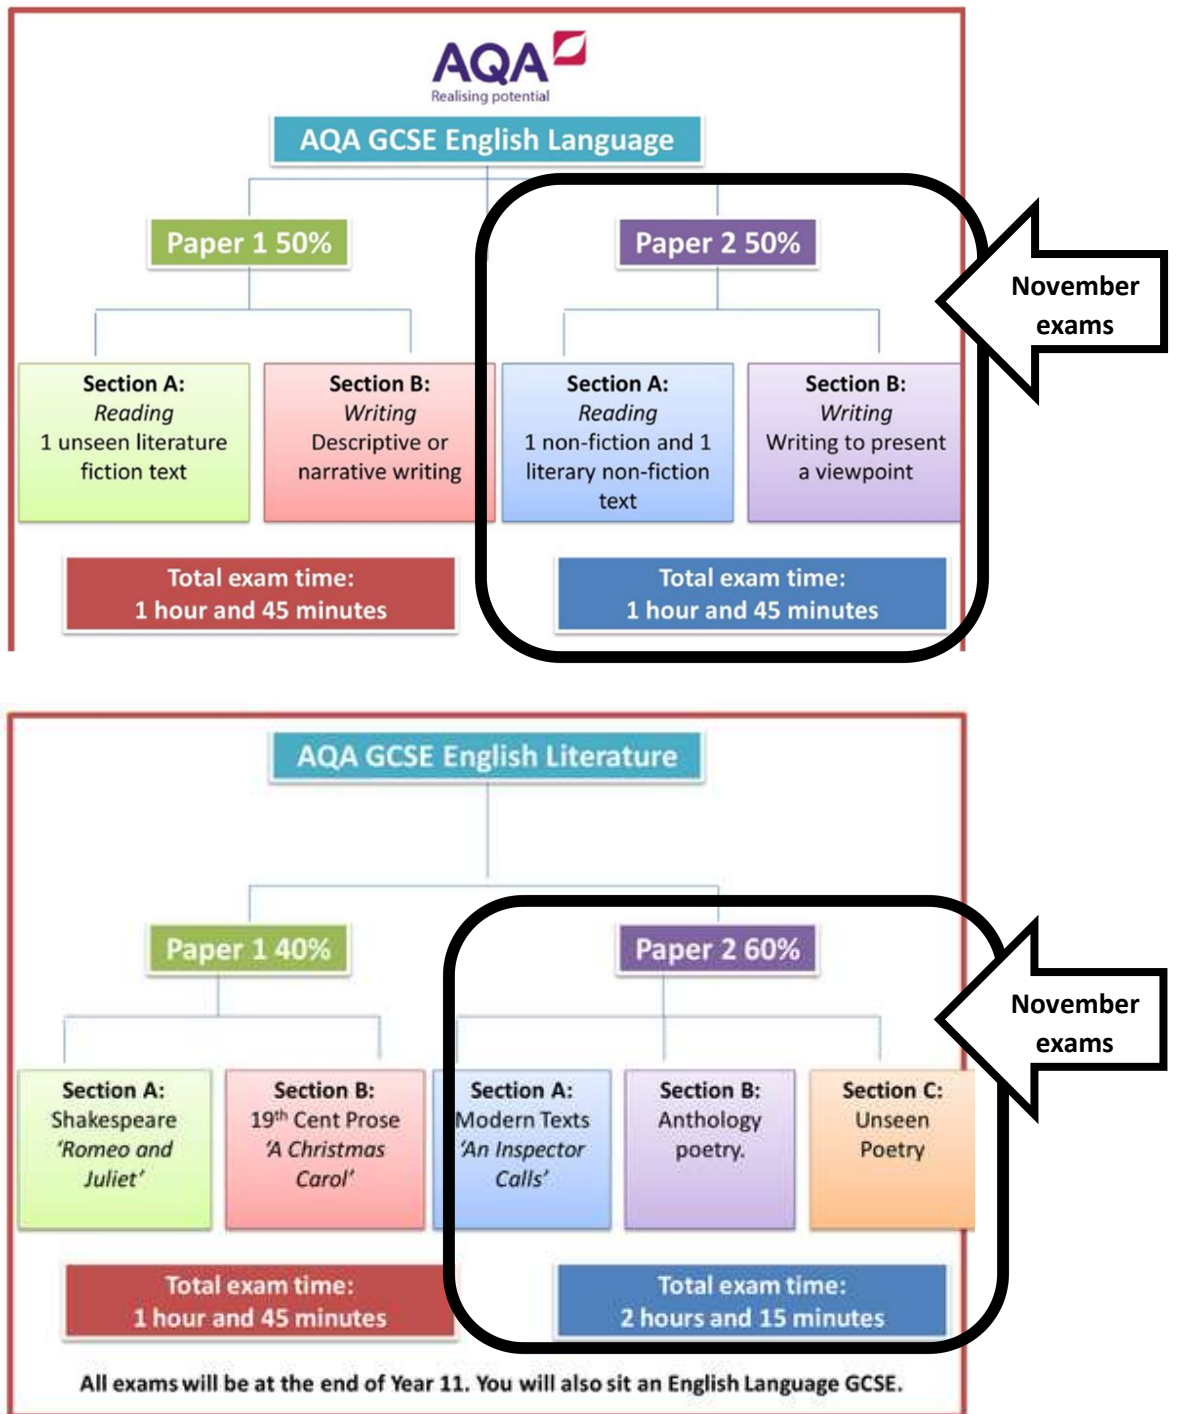 AQA
Realising potential
AQA GCSE English Language
Paper 1 50%
Paper 2 50%
November
exams
Section A:
Reading
1 unseen literature
fiction text
Section B:
Writing
Descriptive or
narrative writing
Section A:
Reading
1 non-fiction and 1
literary non-fiction
text
Section B:
Writing
Writing to present
a viewpoint
Total exam time:
1 hour and 45 minutes
Total exam time:
1 hour and 45 minutes
AQA GCSE English Literature
Paper 1 40%
Paper 2 60%
November
exams
Section A:
Shakespeare
'Romeo and
Juliet'
Section B:
19th Cent Prose
'A Christmas
Carol'
Section A:
Modern Texts
'An Inspector
Calls'
Section B:
Anthology
poetry.
Section C:
Unseen
Poetry
Total exam time:
1 hour and 45 minutes
Total exam time:
2 hours and 15 minutes
All exams will be at the end of Year 11. You will also sit an English Language GCSE.